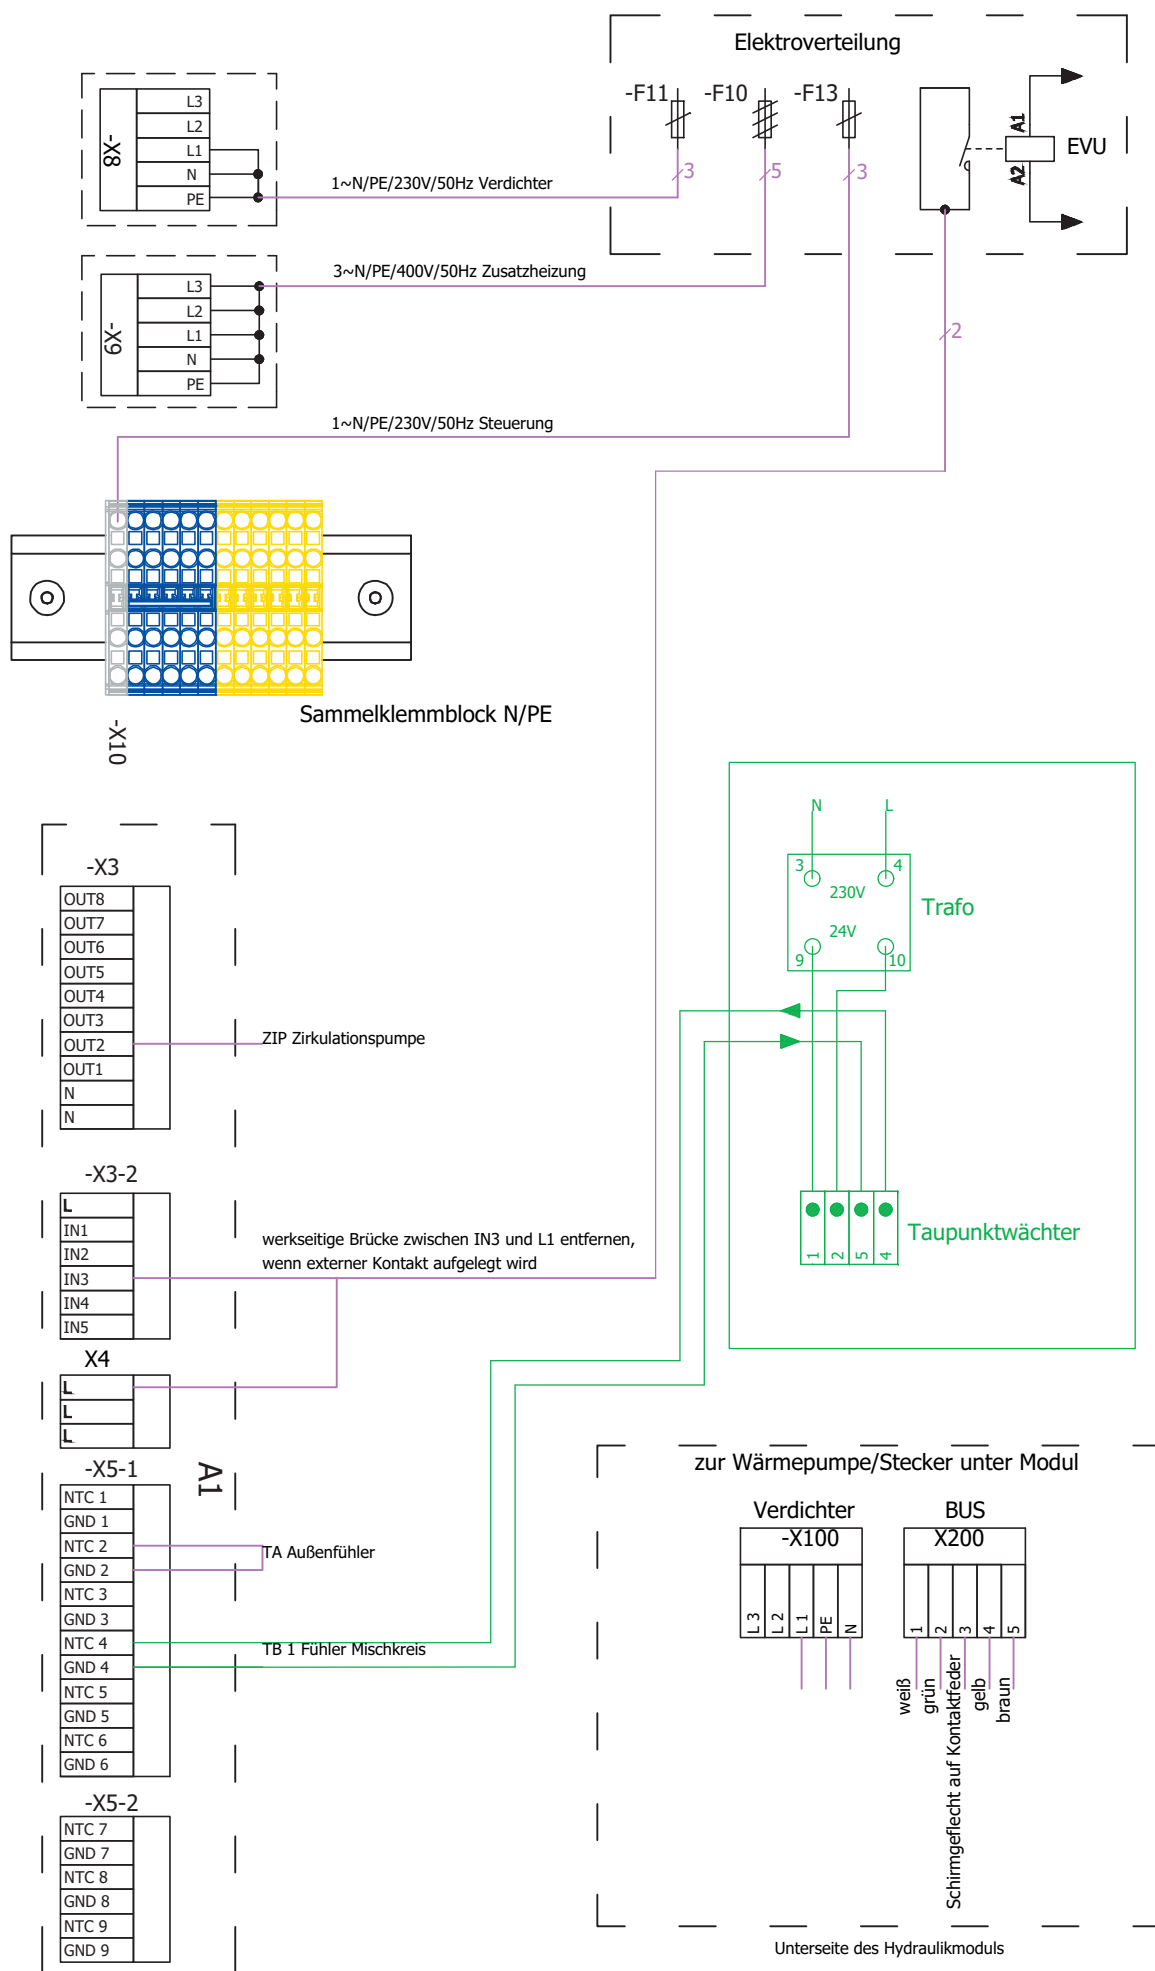 Elektroverteilung
-F11
-F10
-F13
3
5
3
A1
A2
EVU
-X8
L3
L2
L1
N
PE
1~N/PE/230V/50Hz Verdichter
-X9
L3
L2
L1
N
PE
3~N/PE/400V/50Hz Zusatzheizung
2
1~N/PE/230V/50Hz Steuerung
Sammelklemmblock N/PE
-X10
N
L
3
4
230V
24V
9
10
Trafo
1
2
5
4
Taupunktwächter
-X3
OUT8
OUT7
OUT6
OUT5
OUT4
OUT3
OUT2
OUT1
N
N
ZIP Zirkulationspumpe
-X3-2
L
IN1
IN2
IN3
IN4
IN5
werkseitige Brücke zwischen IN3 und L1 entfernen,
wenn externer Kontakt aufgelegt wird
X4
L
L
L
A1
-X5-1
NTC 1
GND 1
NTC 2
GND 2
NTC 3
GND 3
NTC 4
GND 4
NTC 5
GND 5
NTC 6
GND 6
TA Außenfühler
TB 1 Fühler Mischkreis
-X5-2
NTC 7
GND 7
NTC 8
GND 8
NTC 9
GND 9
zur Wärmepumpe/Stecker unter Modul
Verdichter
-X100
L3
L2
L1
PE
N
BUS
X200
1
2
3
4
5
weiß
grün
Schirmgeflecht auf Kontaktfeder
gelb
braun
Unterseite des Hydraulikmoduls